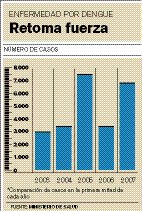 ENFERMEDAD POR DENGUE
Retoma fuerza
NÚMERO DE CASOS
8.000
7.000
6.000
5.000
4.000
3.000
2.000
1.000
0
2003 2004 2005 2006 2007
*Comparación de casos en la primera mitad de
cada año.
FUENTE: MINISTERIO DE SALUD